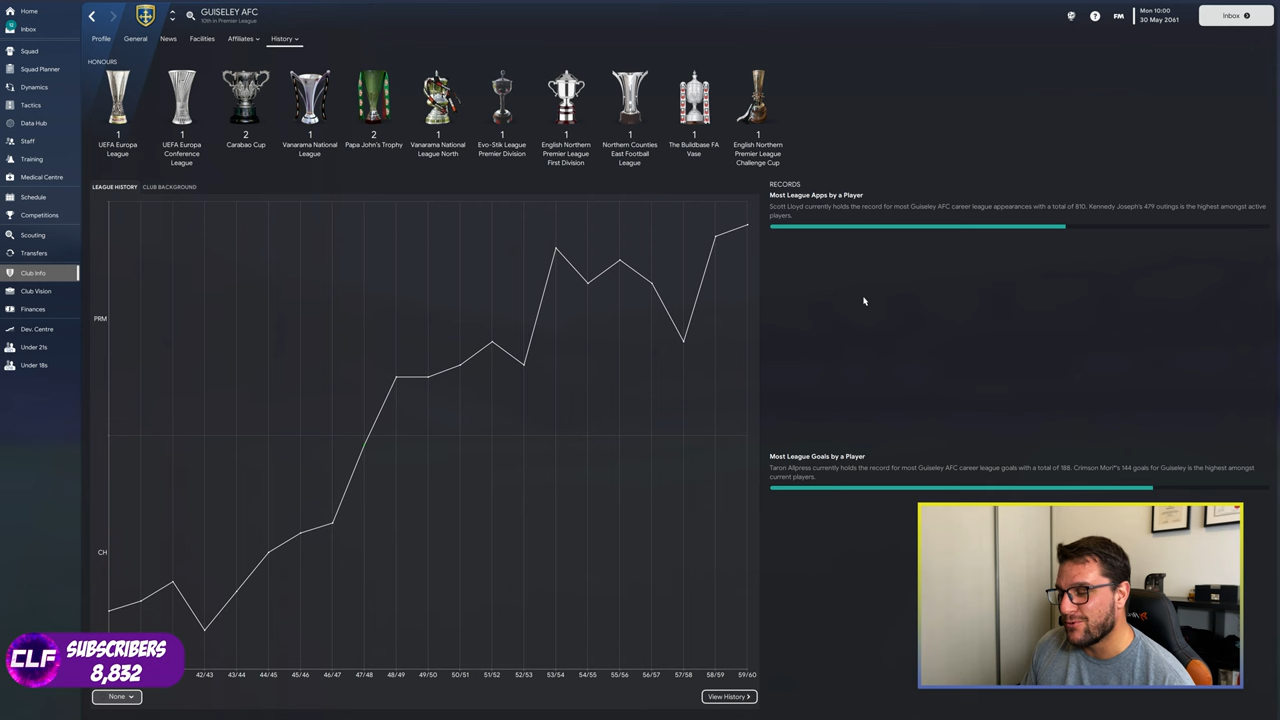 Home
Inbox
Squad
Squad Planner
Dynamics
Tactics
Data Hub
Staff
Training
Medical Centre
Schedule
Competitions
Scouting
Transfers
Club Info
Club Vision
Finances
Dev. Centre
Under 21s
Under 18s
GUISELEY AFC
10th in Premier League
?
FM
Mon 10:00
30 May 2061
Inbox
Profile
General
News
Facilities
Affiliates
History
HONOURS
1
UEFA Europa
League
1
UEFA Europa
Conference
League
2
Carabao Cup
1
Vanarama National
League
2
Papa John's Trophy
1
Vanarama National
League North
1
Evo-Stik League
Premier Division
1
English Northern
Premier League
First Division
1
Northern Counties
East Football
League
1
The Buildbase FA
Vase
1
English Northern
Premier League
Challenge Cup
LEAGUE HISTORY
CLUB BACKGROUND
PRM
CH
42/43
43/44
44/45
45/46
46/47
47/48
48/49
49/50
50/51
51/52
52/53
53/54
54/55
55/56
56/57
57/58
58/59
59/60
None
View History
RECORDS
Most League Apps by a Player
Scott Lloyd currently holds the record for most Guiseley AFC career league appearances with a total of 810. Kennedy Joseph's 479 outings is the highest amongst active
players.
Most League Goals by a Player
Taron Allpress currently holds the record for most Guiseley AFC career league goals with a total of 188. Crimson Mori"s 144 goals for Guiseley is the highest amongst
current players.
CLF
SUBSCRIBERS
8,832